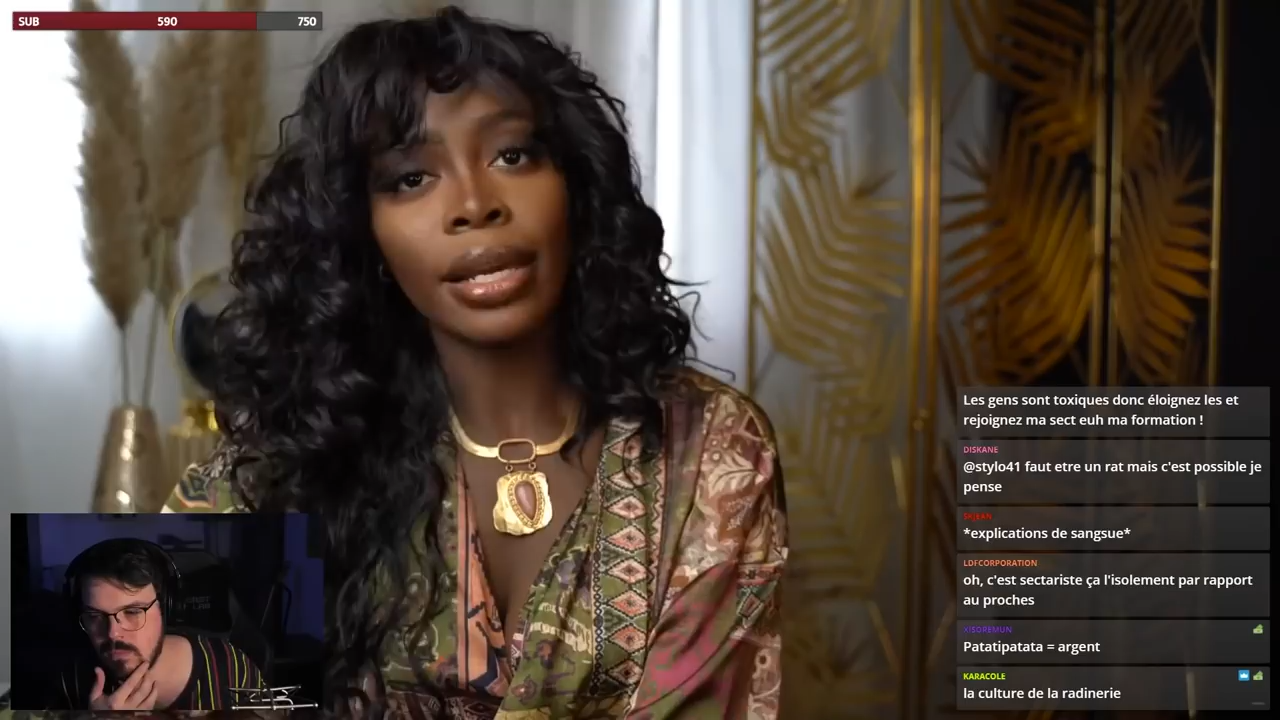 SUB 590 750
Les gens sont toxiques donc éloignez les et
rejoignez ma sect euh ma formation !
DISKANE
@stylo41 faut etre un rat mais c'est possible je
pense
*explications de sangsue*
LDFCORPORATION
oh, c'est sectariste ça l'isolement par rapport
au proches
XISOREMUN
Patatipatata = argent
KARACOLE
la culture de la radinerie